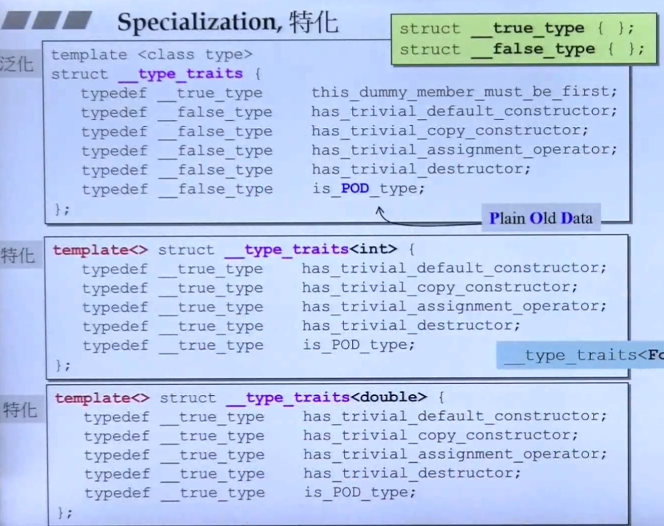 Specialization, 特化
struct __true_type { };
struct __false_type { };
泛化
template <class type>
struct __type_traits {
typedef __true_type this_dummy_member_must_be_first;
typedef __false_type has_trivial_default_constructor;
typedef __false_type has_trivial_copy_constructor;
typedef __false_type has_trivial_assignment_operator;
typedef __false_type has_trivial_destructor;
typedef __false_type is_POD_type;
};
Plain Old Data
特化
template<> struct __type_traits<int> {
typedef __true_type has_trivial_default_constructor;
typedef __true_type has_trivial_copy_constructor;
typedef __true_type has_trivial_assignment_operator;
typedef __true_type has_trivial_destructor;
typedef __true_type is_POD_type;
};
__type_traits<Fo
特化
template<> struct __type_traits<double> {
typedef __true_type has_trivial_default_constructor;
typedef __true_type has_trivial_copy_constructor;
typedef __true_type has_trivial_assignment_operator;
typedef __true_type has_trivial_destructor;
typedef __true_type is_POD_type;
};